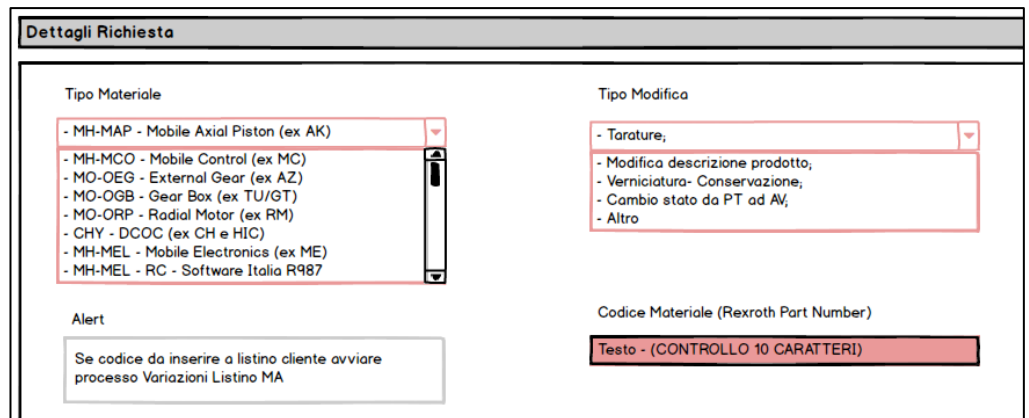 Dettagli Richiesta
Tipo Materiale
- MH-MAP - Mobile Axial Piston (ex AK)
- MH-MCO - Mobile Control (ex MC)
- MO-OEG - External Gear (ex AZ)
- MO-OGB - Gear Box (ex TU/GT)
- MO-ORP - Radial Motor (ex RM)
- CHY - DCOC (ex CH e HIC)
- MH-MEL - Mobile Electronics (ex ME)
- MH-MEL - RC - Software Italia R987
Tipo Modifica
- Tarature;
- Modifica descrizione prodotto;
- Verniciatura- Conservazione;
- Cambio stato da PT ad AV;
- Altro
Alert
Se codice da inserire a listino cliente avviare
processo Variazioni Listino MA
Codice Materiale (Rexroth Part Number)
Testo - (CONTROLLO 10 CARATTERI)